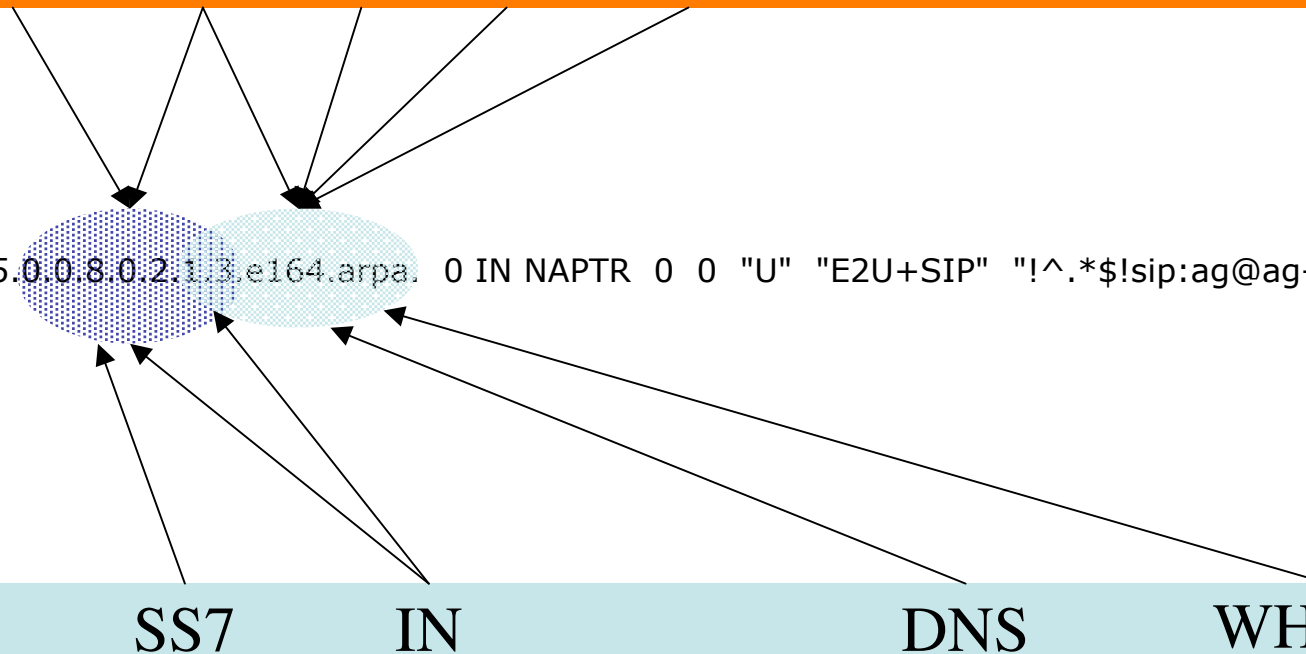 5.0.0.8.0.2.1.3.e164.arpa. 0 IN NAPTR 0 0 "U" "E2U+SIP" "!^.*$!sip:ag@ag-
SS7 IN DNS WH